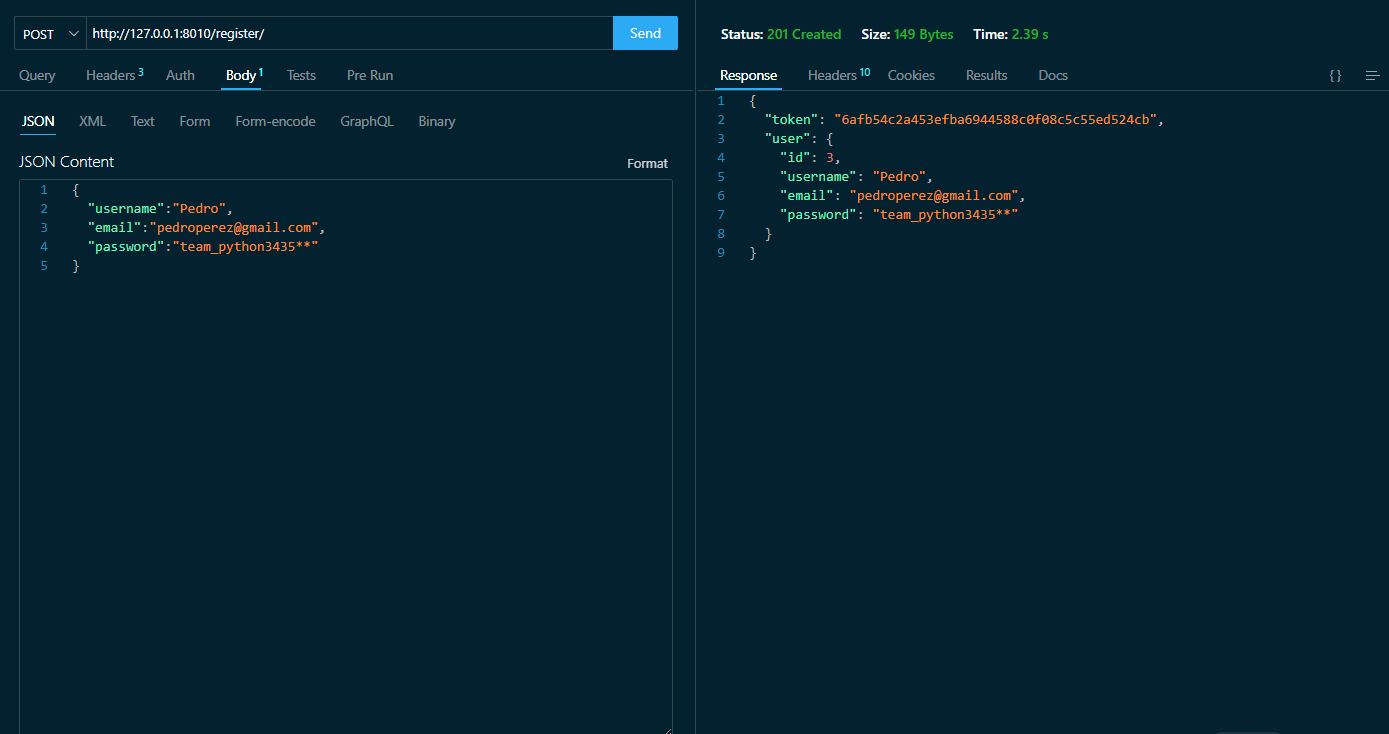 POST http://127.0.0.1:8010/register/ Send
Query Headers 3 Auth Body 1 Tests Pre Run
JSON XML Text Form Form-encode GraphQL Binary
JSON Content Format
1 {
2 "username":"Pedro",
3 "email":"pedroperez@gmail.com",
4 "password":"team_python3435**"
5 }
Status: 201 Created Size: 149 Bytes Time: 2.39 s
Response Headers 10 Cookies Results Docs { }
1 {
2 "token": "6afb54c2a453efba6944588c0f08c5c55ed524cb",
3 "user": {
4 "id": 3,
5 "username": "Pedro",
6 "email": "pedroperez@gmail.com",
7 "password": "team_python3435**"
8 }
9 }